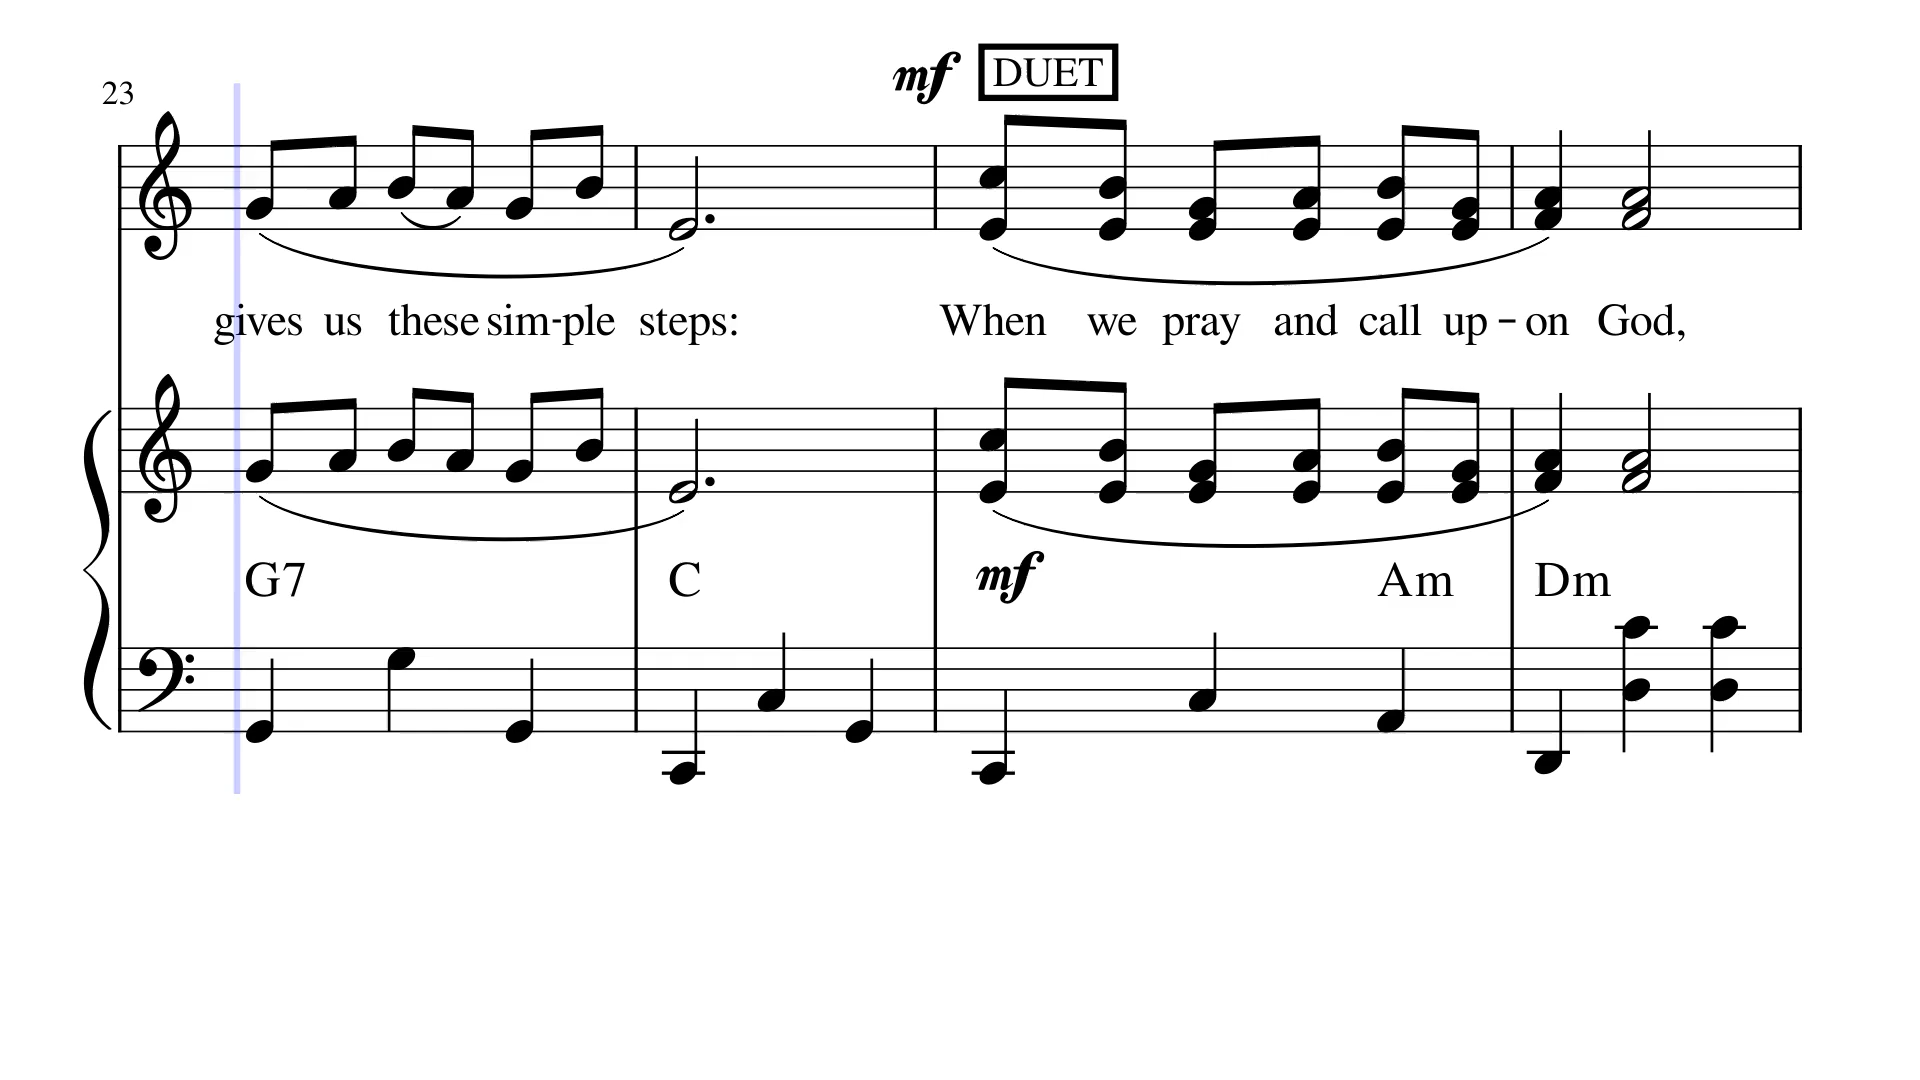 mf DUET
23
gives us these sim-ple steps: When we pray and call up-on God,
G7 C mf Am Dm